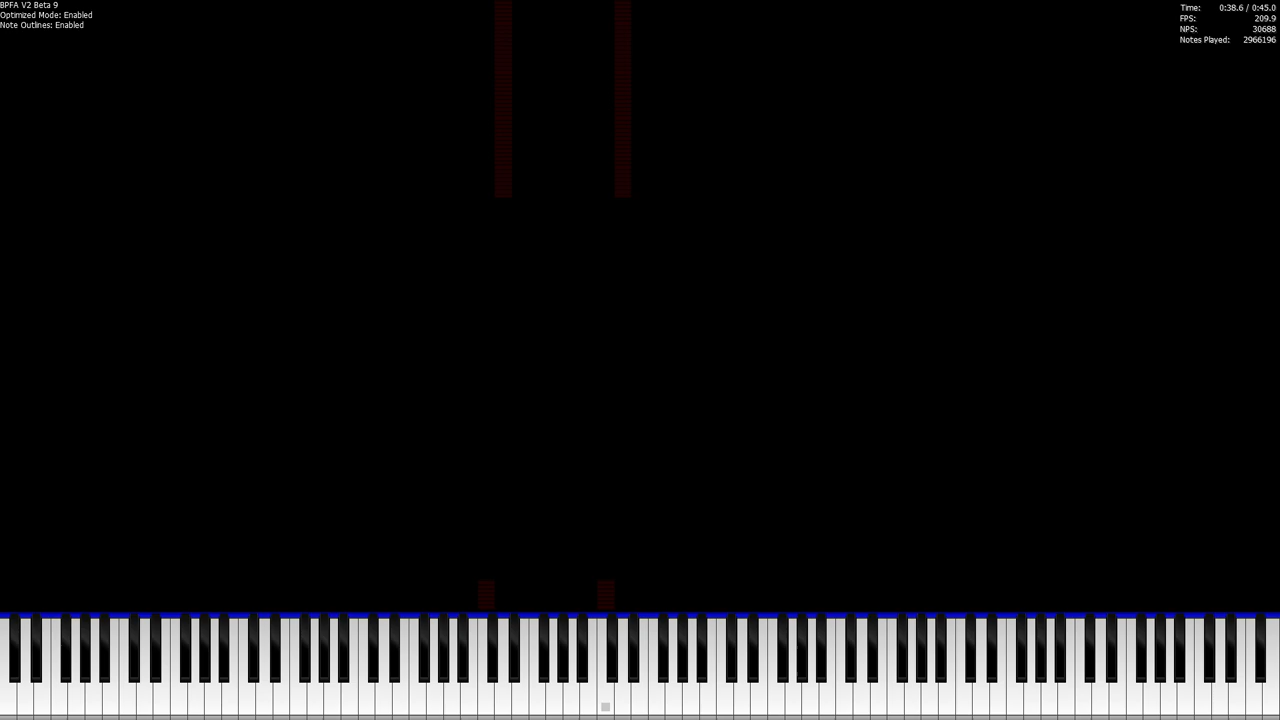 BPFA V2 Beta 9
Optimized Mode: Enabled
Note Outlines: Enabled
Time: 0:38.6 / 0:45.0
FPS: 209.9
NPS: 30688
Notes Played: 2966196